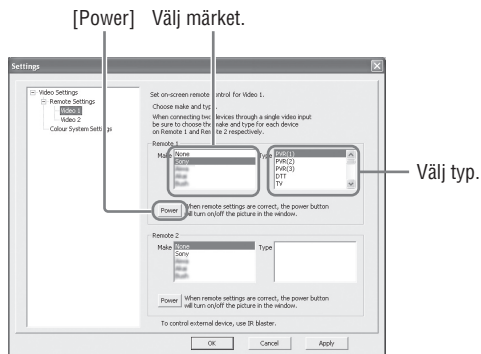 [Power] Välj märket.
Settings
Video Settings
Remote Settings
Video 1
Video 2
Colour System Settings
Set on-screen remote control for Video 1.
Choose make and type.
When connecting two devices through a single video input
be sure to choose the make and type for each device
on Remote 1 and Remote 2 respectively.
Remote 1
Make None Type PVR(1)
Sony PVR(2)
Aiwa PVR(3)
Akai DTT
Bush TV
Välj typ.
Power When remote settings are correct, the power button
will turn on/off the picture in the window.
Remote 2
Make None Type
Sony
Aiwa
Akai
Bush
Power When remote settings are correct, the power button
will turn on/off the picture in the window.
To control external device, use IR blaster.
OK Cancel Apply